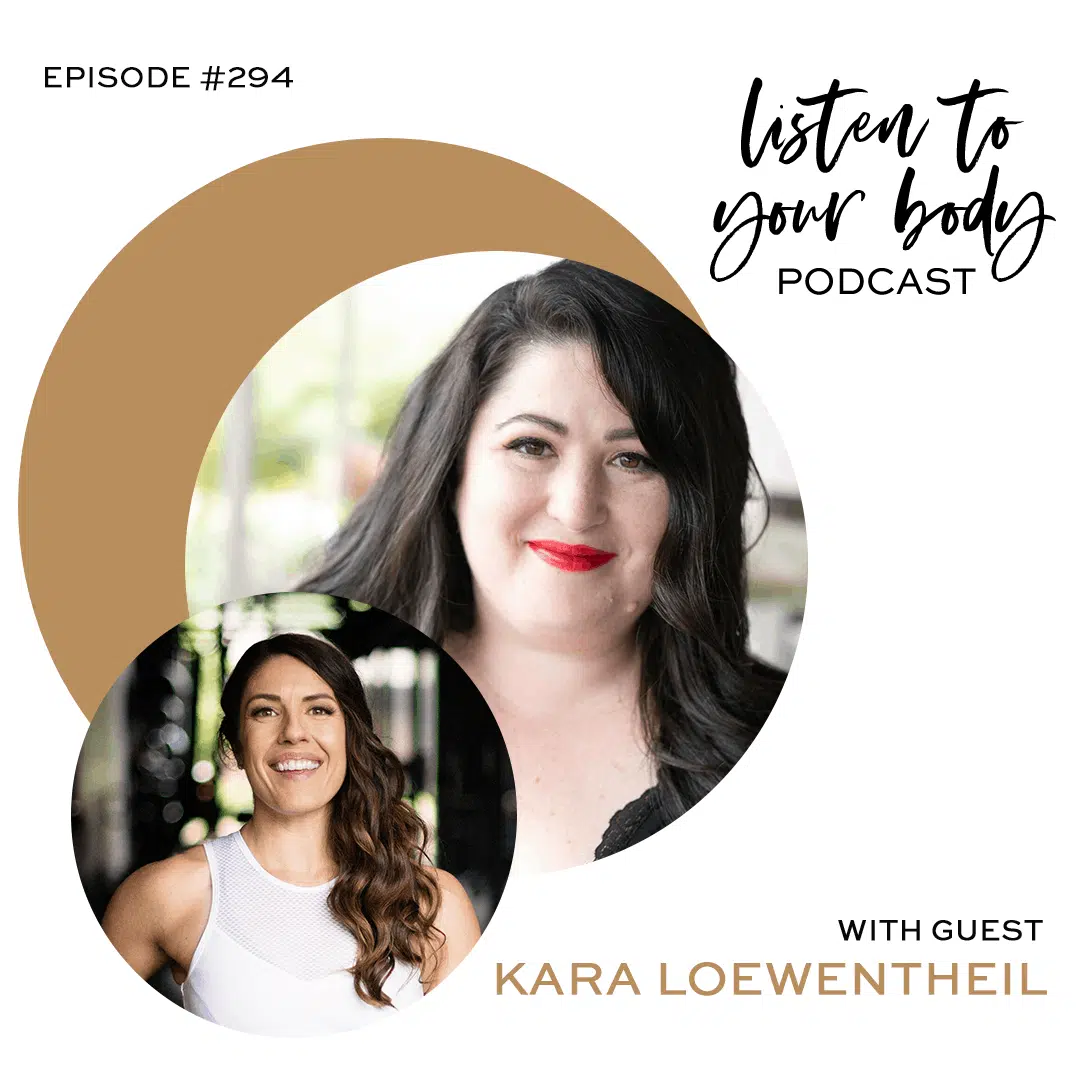 EPISODE #294
listen to
your body
PODCAST
WITH GUEST
KARA LOEWENTHEIL